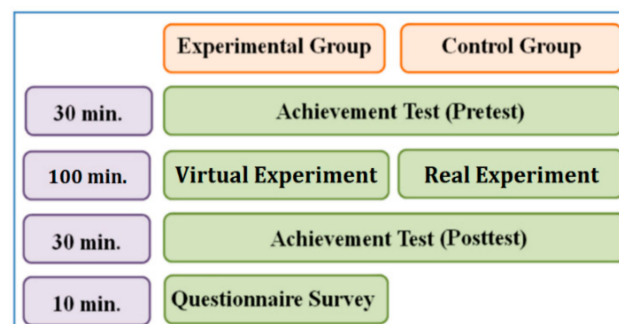 Experimental Group Control Group
30 min. Achievement Test (Pretest)
100 min. Virtual Experiment Real Experiment
30 min. Achievement Test (Posttest)
10 min. Questionnaire Survey